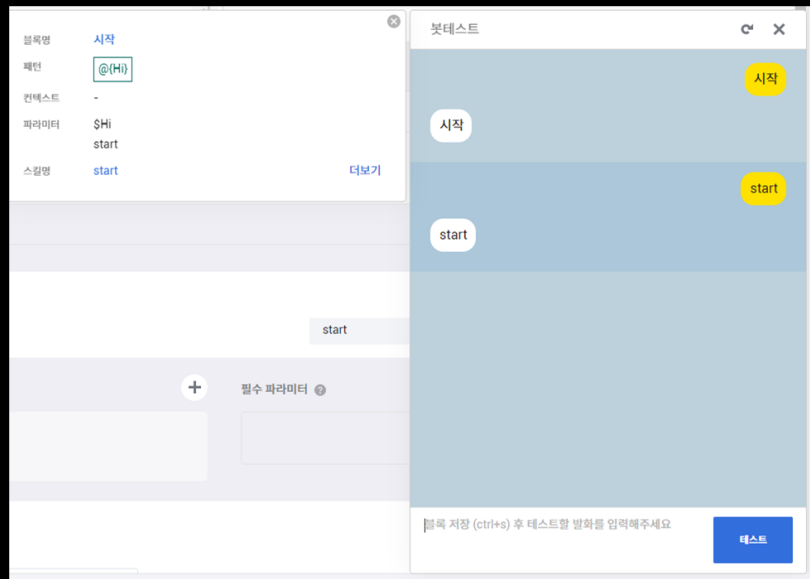 블록명 시작
패턴 @{Hi}
컨텍스트 -
파라미터 $Hi
start
스킬명 start 더보기
start
필수 파라미터 ?
봇테스트
시작
시작
start
start
블록 저장 (ctrl+s) 후 테스트할 발화를 입력해주세요
테스트